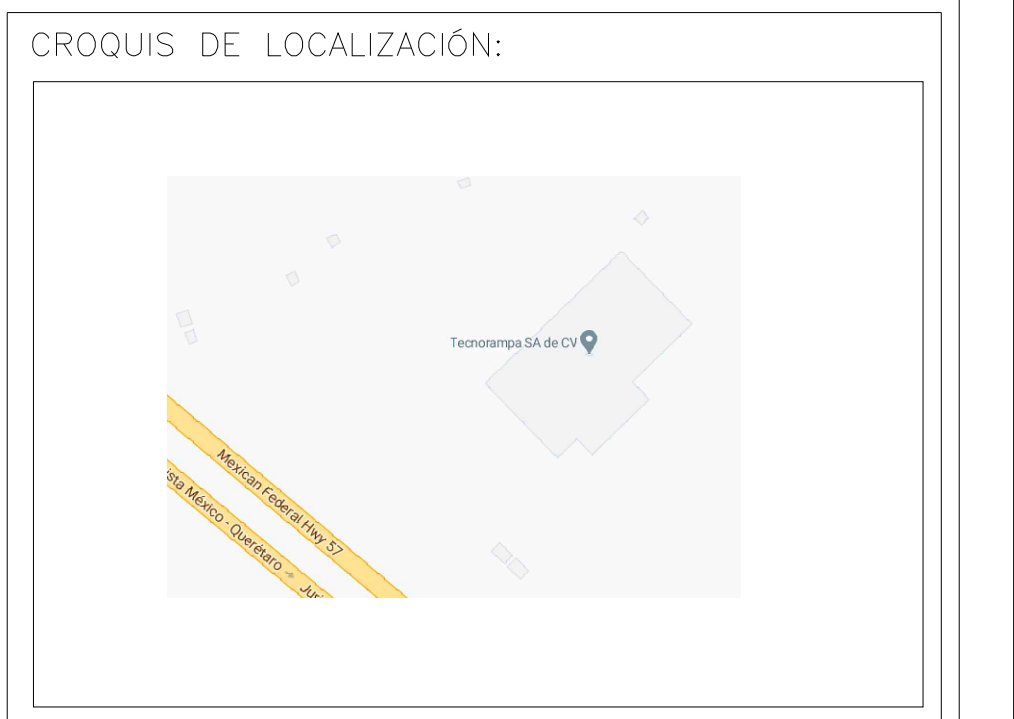 CROQUIS DE LOCALIZACIÓN:
Tecnorampa SA de CV
Mexican Federal Hwy 57
ista México - Querétaro